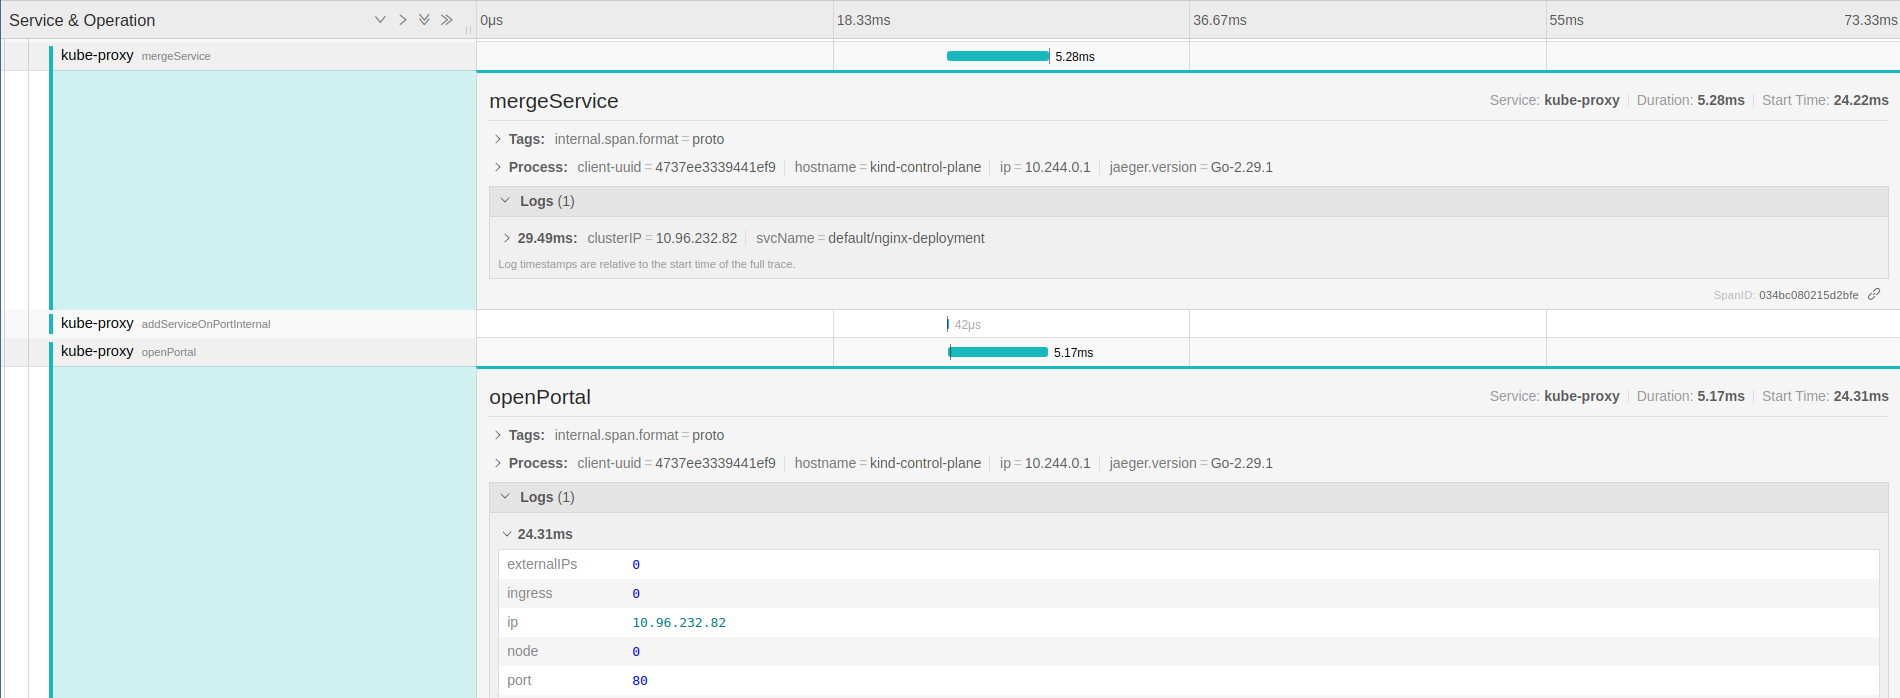 Service & Operation 0μs 18.33ms 36.67ms 55ms 73.33ms
kube-proxy mergeService 5.28ms
mergeService Service: kube-proxy Duration: 5.28ms Start Time: 24.22ms
Tags: internal.span.format = proto
Process: client-uuid = 4737ee3339441ef9 hostname = kind-control-plane ip = 10.244.0.1 jaeger.version = Go-2.29.1
Logs (1)
29.49ms: clusterIP = 10.96.232.82 svcName = default/nginx-deployment
Log timestamps are relative to the start time of the full trace.
SpanID: 034bc080215d2bfe
kube-proxy addServiceOnPortInternal 42μs
kube-proxy openPortal 5.17ms
openPortal Service: kube-proxy Duration: 5.17ms Start Time: 24.31ms
Tags: internal.span.format = proto
Process: client-uuid = 4737ee3339441ef9 hostname = kind-control-plane ip = 10.244.0.1 jaeger.version = Go-2.29.1
Logs (1)
24.31ms
externalIPs 0
ingress 0
ip 10.96.232.82
node 0
port 80